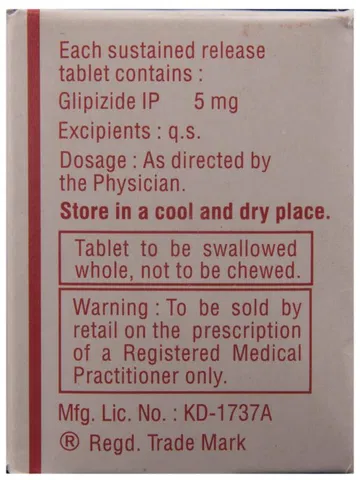 Each sustained release
tablet contains :
Glipizide IP 5 mg
Excipients : q.s.
Dosage : As directed by
the Physician.
Store in a cool and dry place.
Tablet to be swallowed
whole, not to be chewed.
Warning : To be sold by
retail on the prescription
of a Registered Medical
Practitioner only.
Mfg. Lic. No. : KD-1737A
® Regd. Trade Mark